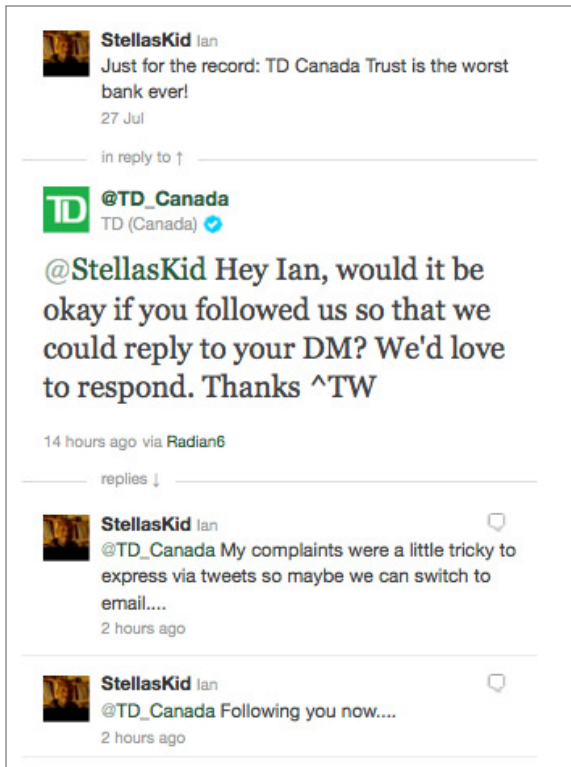 StellasKid Ian
Just for the record: TD Canada Trust is the worst
bank ever!
27 Jul
in reply to ↑
TD
@TD_Canada
TD (Canada)
@StellasKid Hey Ian, would it be
okay if you followed us so that we
could reply to your DM? We'd love
to respond. Thanks ^TW
14 hours ago via Radian6
replies ↓
StellasKid Ian
@TD_Canada My complaints were a little tricky to
express via tweets so maybe we can switch to
email....
2 hours ago
StellasKid Ian
@TD_Canada Following you now....
2 hours ago